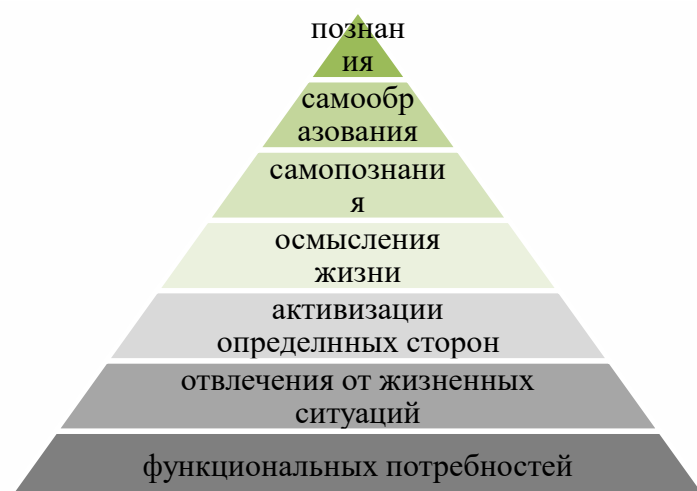 познан
ия
самообр
азования
самопознани
я
осмысления
жизни
активизации
определнных сторон
отвлечения от жизненных
ситуаций
функциональных потребностей